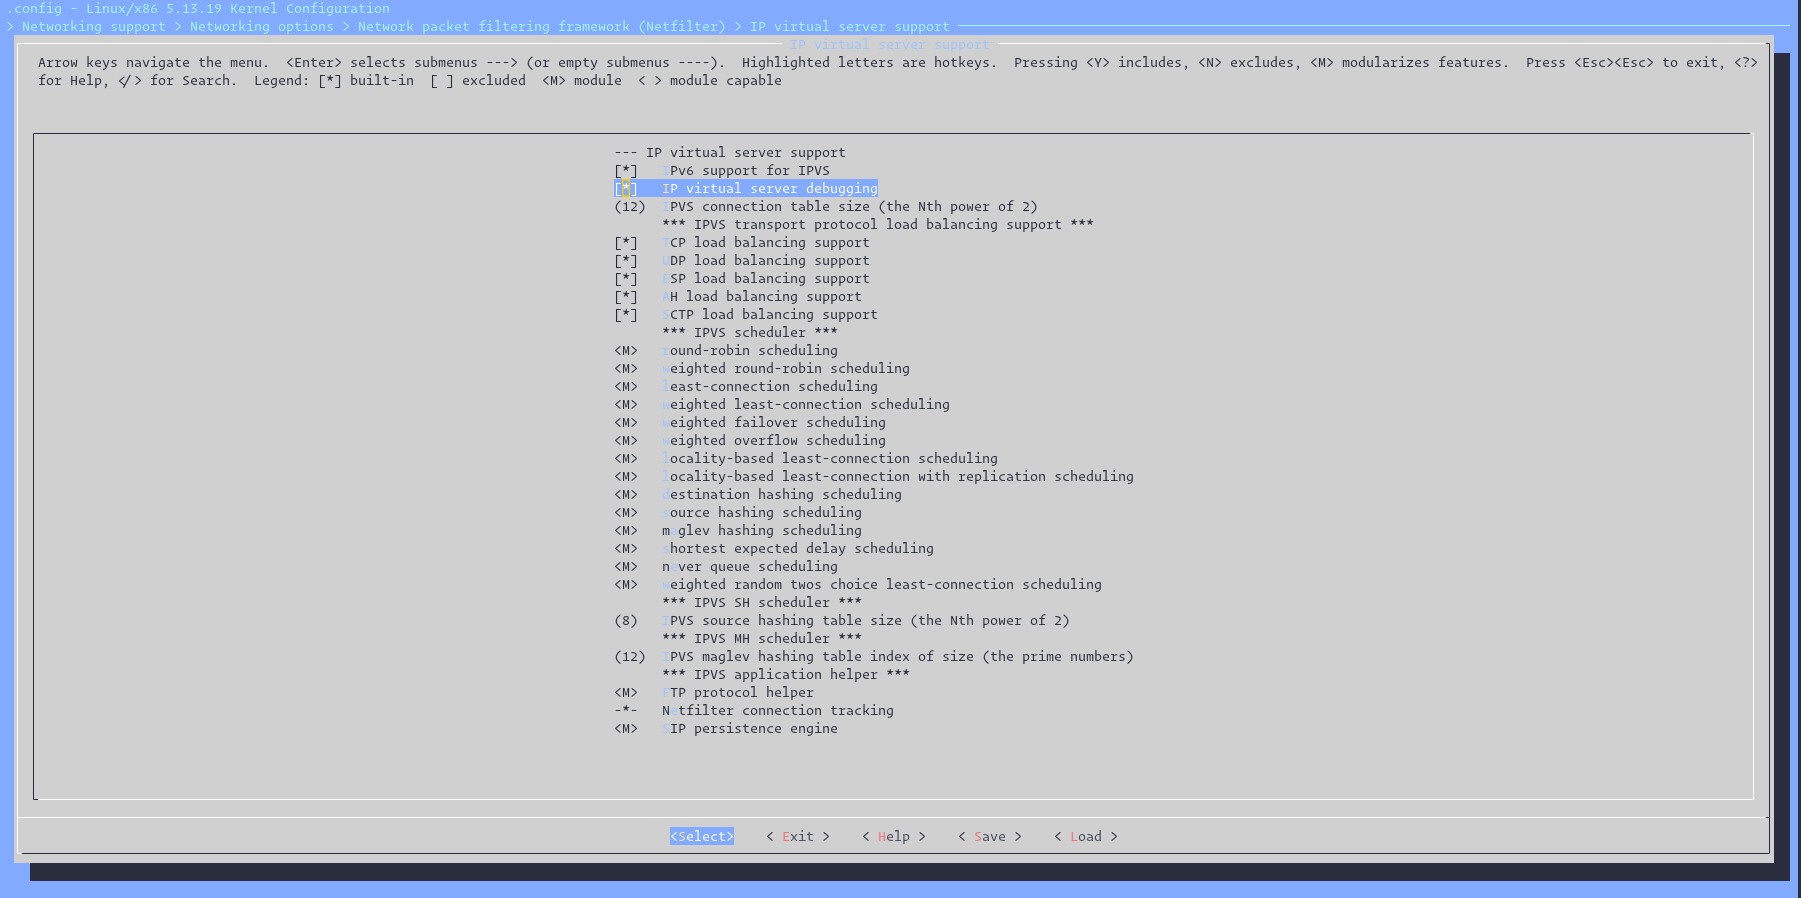 .config - Linux/x86 5.13.19 Kernel Configuration
> Networking support > Networking options > Network packet filtering framework (Netfilter) > IP virtual server support
IP virtual server support
Arrow keys navigate the menu.  <Enter> selects submenus ---> (or empty submenus ----).  Highlighted letters are hotkeys.  Pressing <Y> includes, <N> excludes, <M> modularizes features.  Press <Esc><Esc> to exit, <?>
for Help, </> for Search.  Legend: [*] built-in  [ ] excluded  <M> module  < > module capable
--- IP virtual server support
[*]   IPv6 support for IPVS
[*]   IP virtual server debugging
(12)  IPVS connection table size (the Nth power of 2)
*** IPVS transport protocol load balancing support ***
[*]   TCP load balancing support
[*]   UDP load balancing support
[*]   ESP load balancing support
[*]   AH load balancing support
[*]   SCTP load balancing support
*** IPVS scheduler ***
<M>   round-robin scheduling
<M>   weighted round-robin scheduling
<M>   least-connection scheduling
<M>   weighted least-connection scheduling
<M>   weighted failover scheduling
<M>   weighted overflow scheduling
<M>   locality-based least-connection scheduling
<M>   locality-based least-connection with replication scheduling
<M>   destination hashing scheduling
<M>   source hashing scheduling
<M>   maglev hashing scheduling
<M>   shortest expected delay scheduling
<M>   never queue scheduling
<M>   weighted random twos choice least-connection scheduling
*** IPVS SH scheduler ***
(8)   IPVS source hashing table size (the Nth power of 2)
*** IPVS MH scheduler ***
(12)  IPVS maglev hashing table index of size (the prime numbers)
*** IPVS application helper ***
<M>   FTP protocol helper
-*-   Netfilter connection tracking
<M>   SIP persistence engine
<Select>    < Exit >    < Help >    < Save >    < Load >